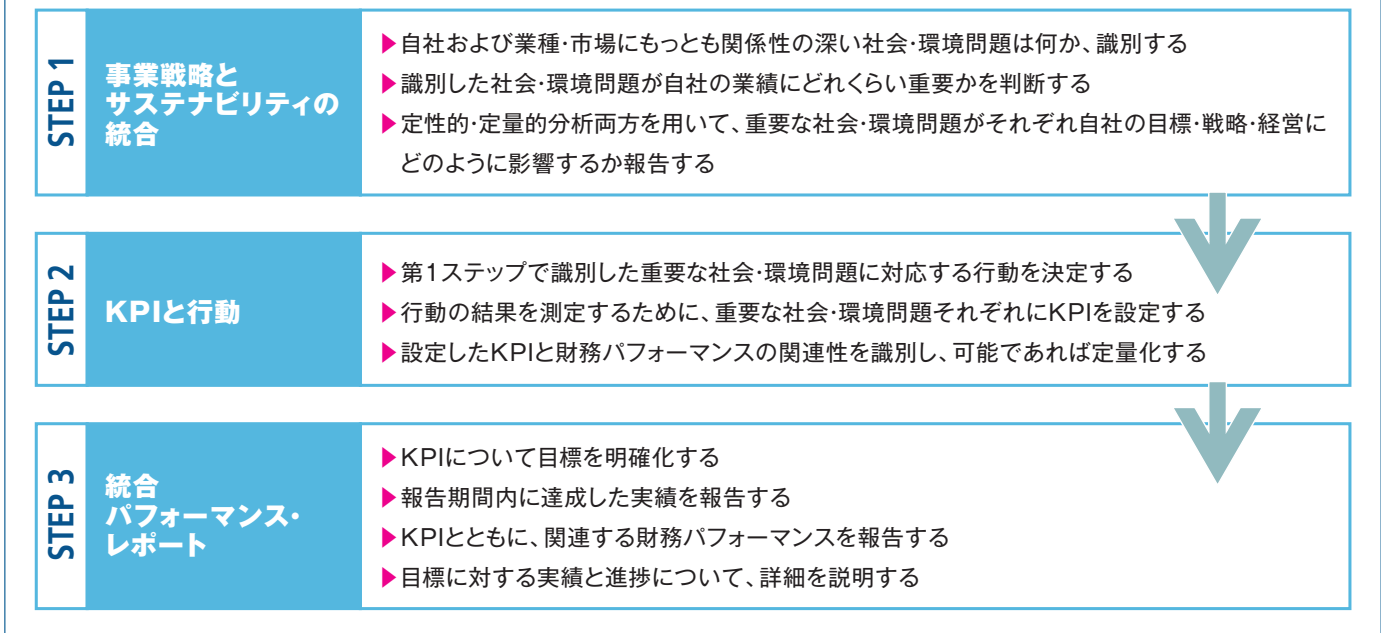 STEP 1
事業戦略と
サステナビリティの
統合
▶自社および業種・市場にもっとも関係性の深い社会・環境問題は何か、識別する
▶識別した社会・環境問題が自社の業績にどれくらい重要かを判断する
▶定性的・定量的分析両方を用いて、重要な社会・環境問題がそれぞれ自社の目標・戦略・経営に
どのように影響するか報告する
STEP 2
KPIと行動
▶第1ステップで識別した重要な社会・環境問題に対応する行動を決定する
▶行動の結果を測定するために、重要な社会・環境問題それぞれにKPIを設定する
▶設定したKPIと財務パフォーマンスの関連性を識別し、可能であれば定量化する
STEP 3
統合
パフォーマンス・
レポート
▶KPIについて目標を明確化する
▶報告期間内に達成した実績を報告する
▶KPIとともに、関連する財務パフォーマンスを報告する
▶目標に対する実績と進捗について、詳細を説明する